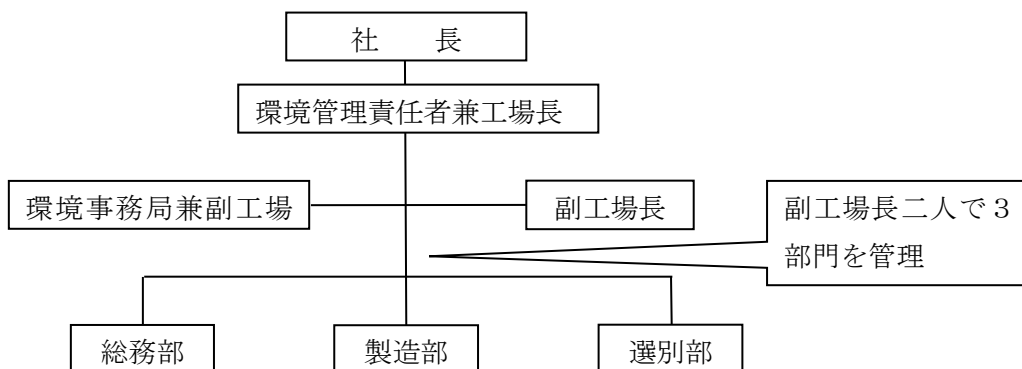 社　　長
環境管理責任者兼工場長
環境事務局兼副工場
副工場長
副工場長二人で３
部門を管理
総務部
製造部
選別部